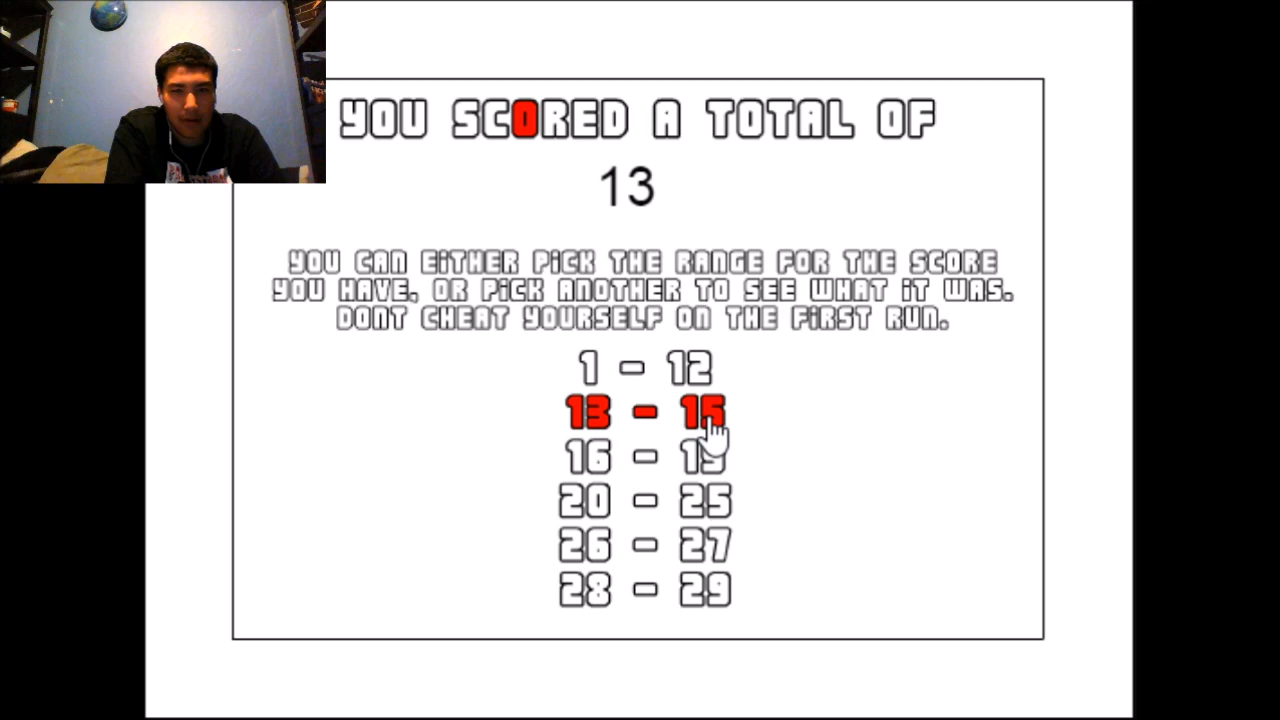 YOU SCORED A TOTAL OF
13
YOU CAN EITHER PICK THE RANGE FOR THE SCORE
YOU HAVE, OR PICK ANOTHER TO SEE WHAT IT WAS.
DONT CHEAT YOURSELF ON THE FIRST RUN.
1 - 12
13 - 15
16 - 19
20 - 25
26 - 27
28 - 29